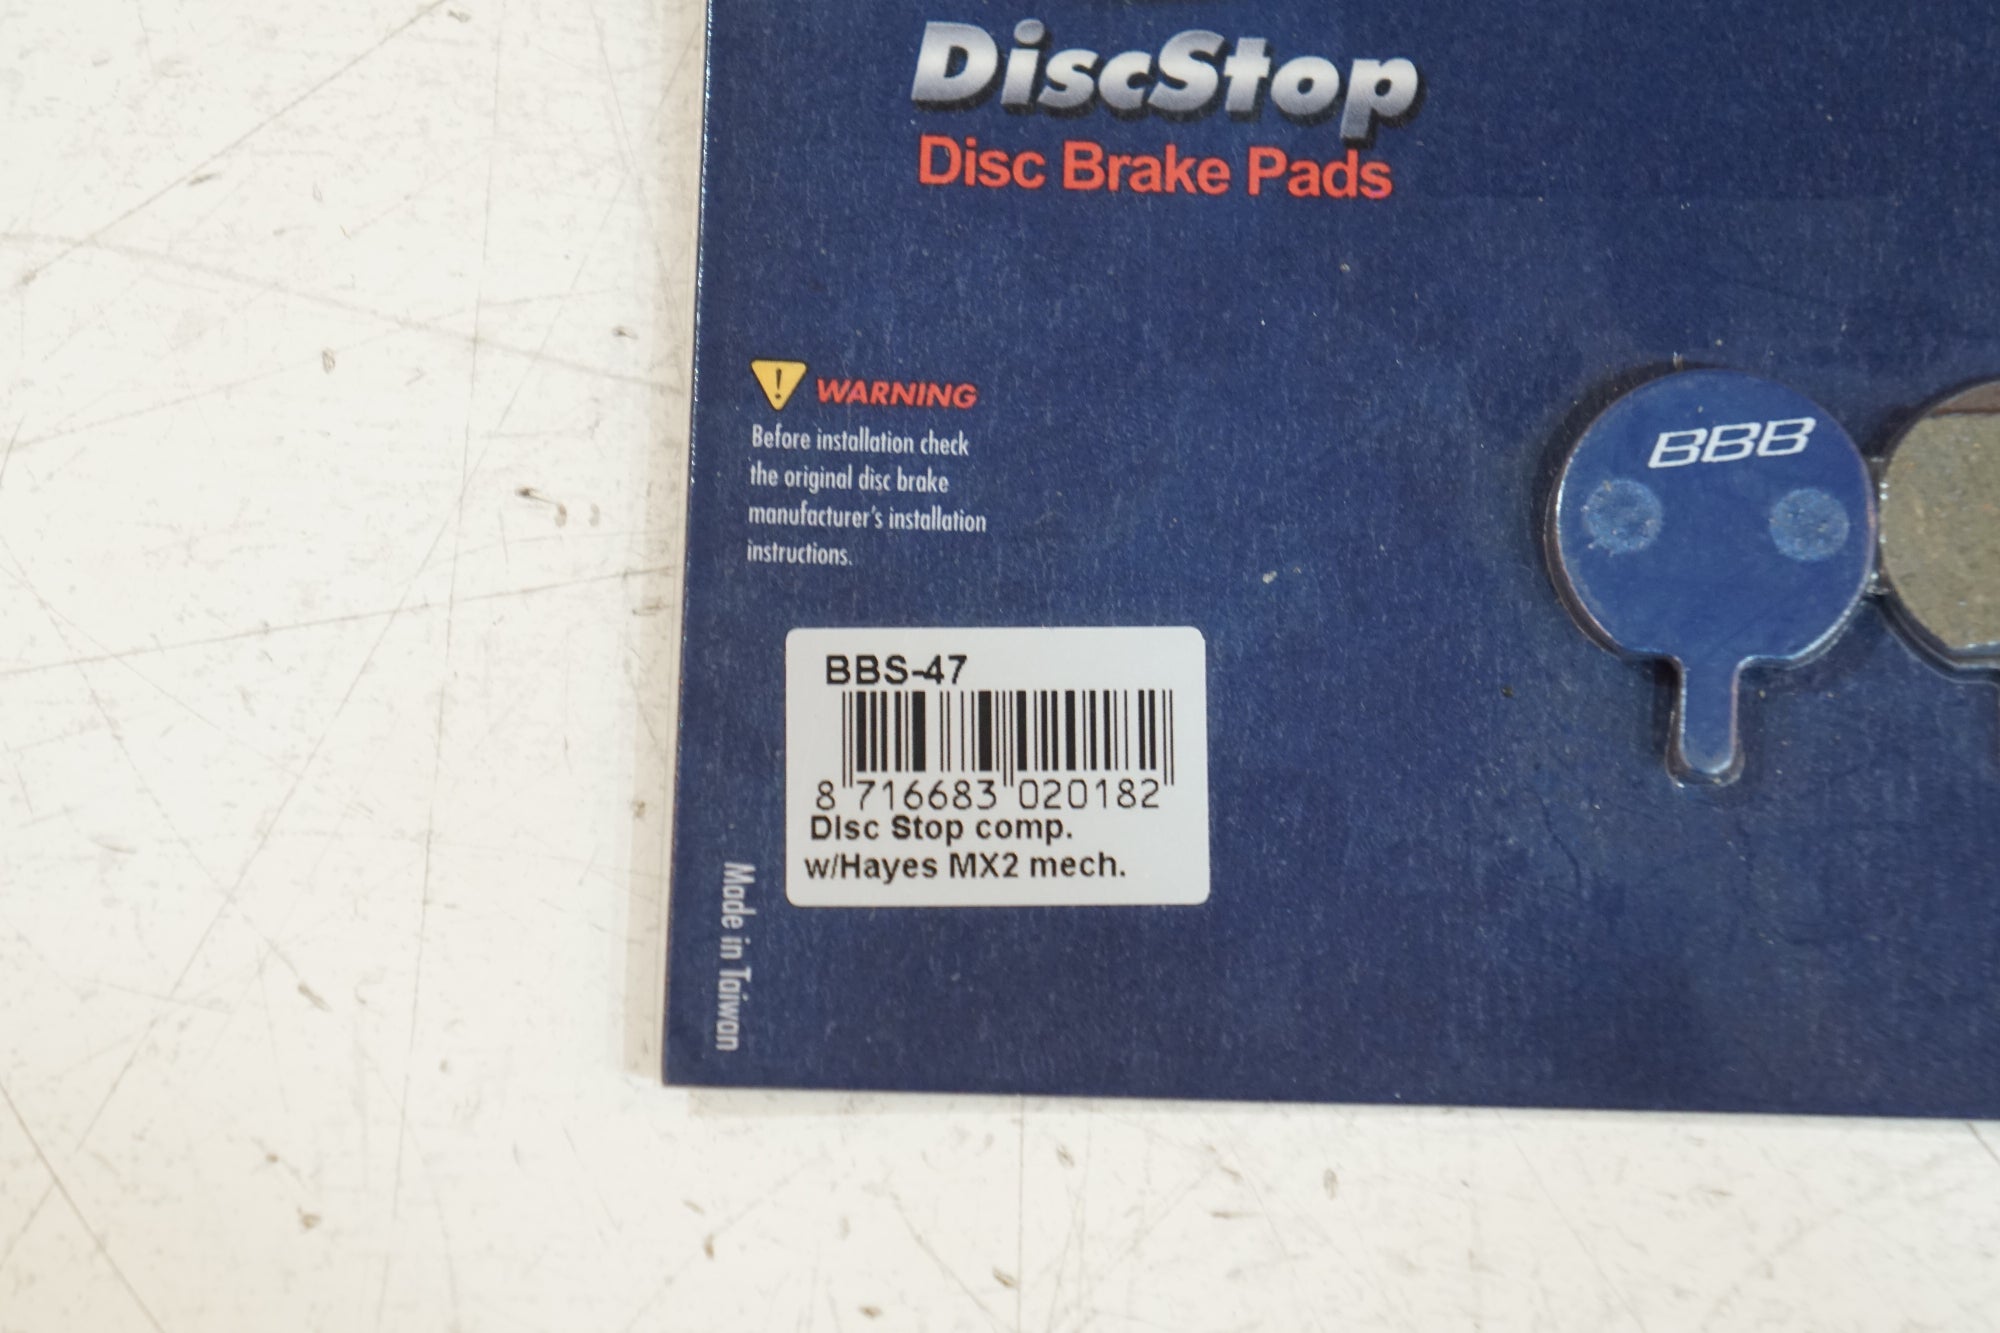 DiscStop
Disc Brake Pads
WARNING
Before installation check
the original disc brake
manufacturer's installation
instructions.
BBB
BBS-47
8 716683 020182
Disc Stop comp.
w/Hayes MX2 mech.
Made in Taiwan